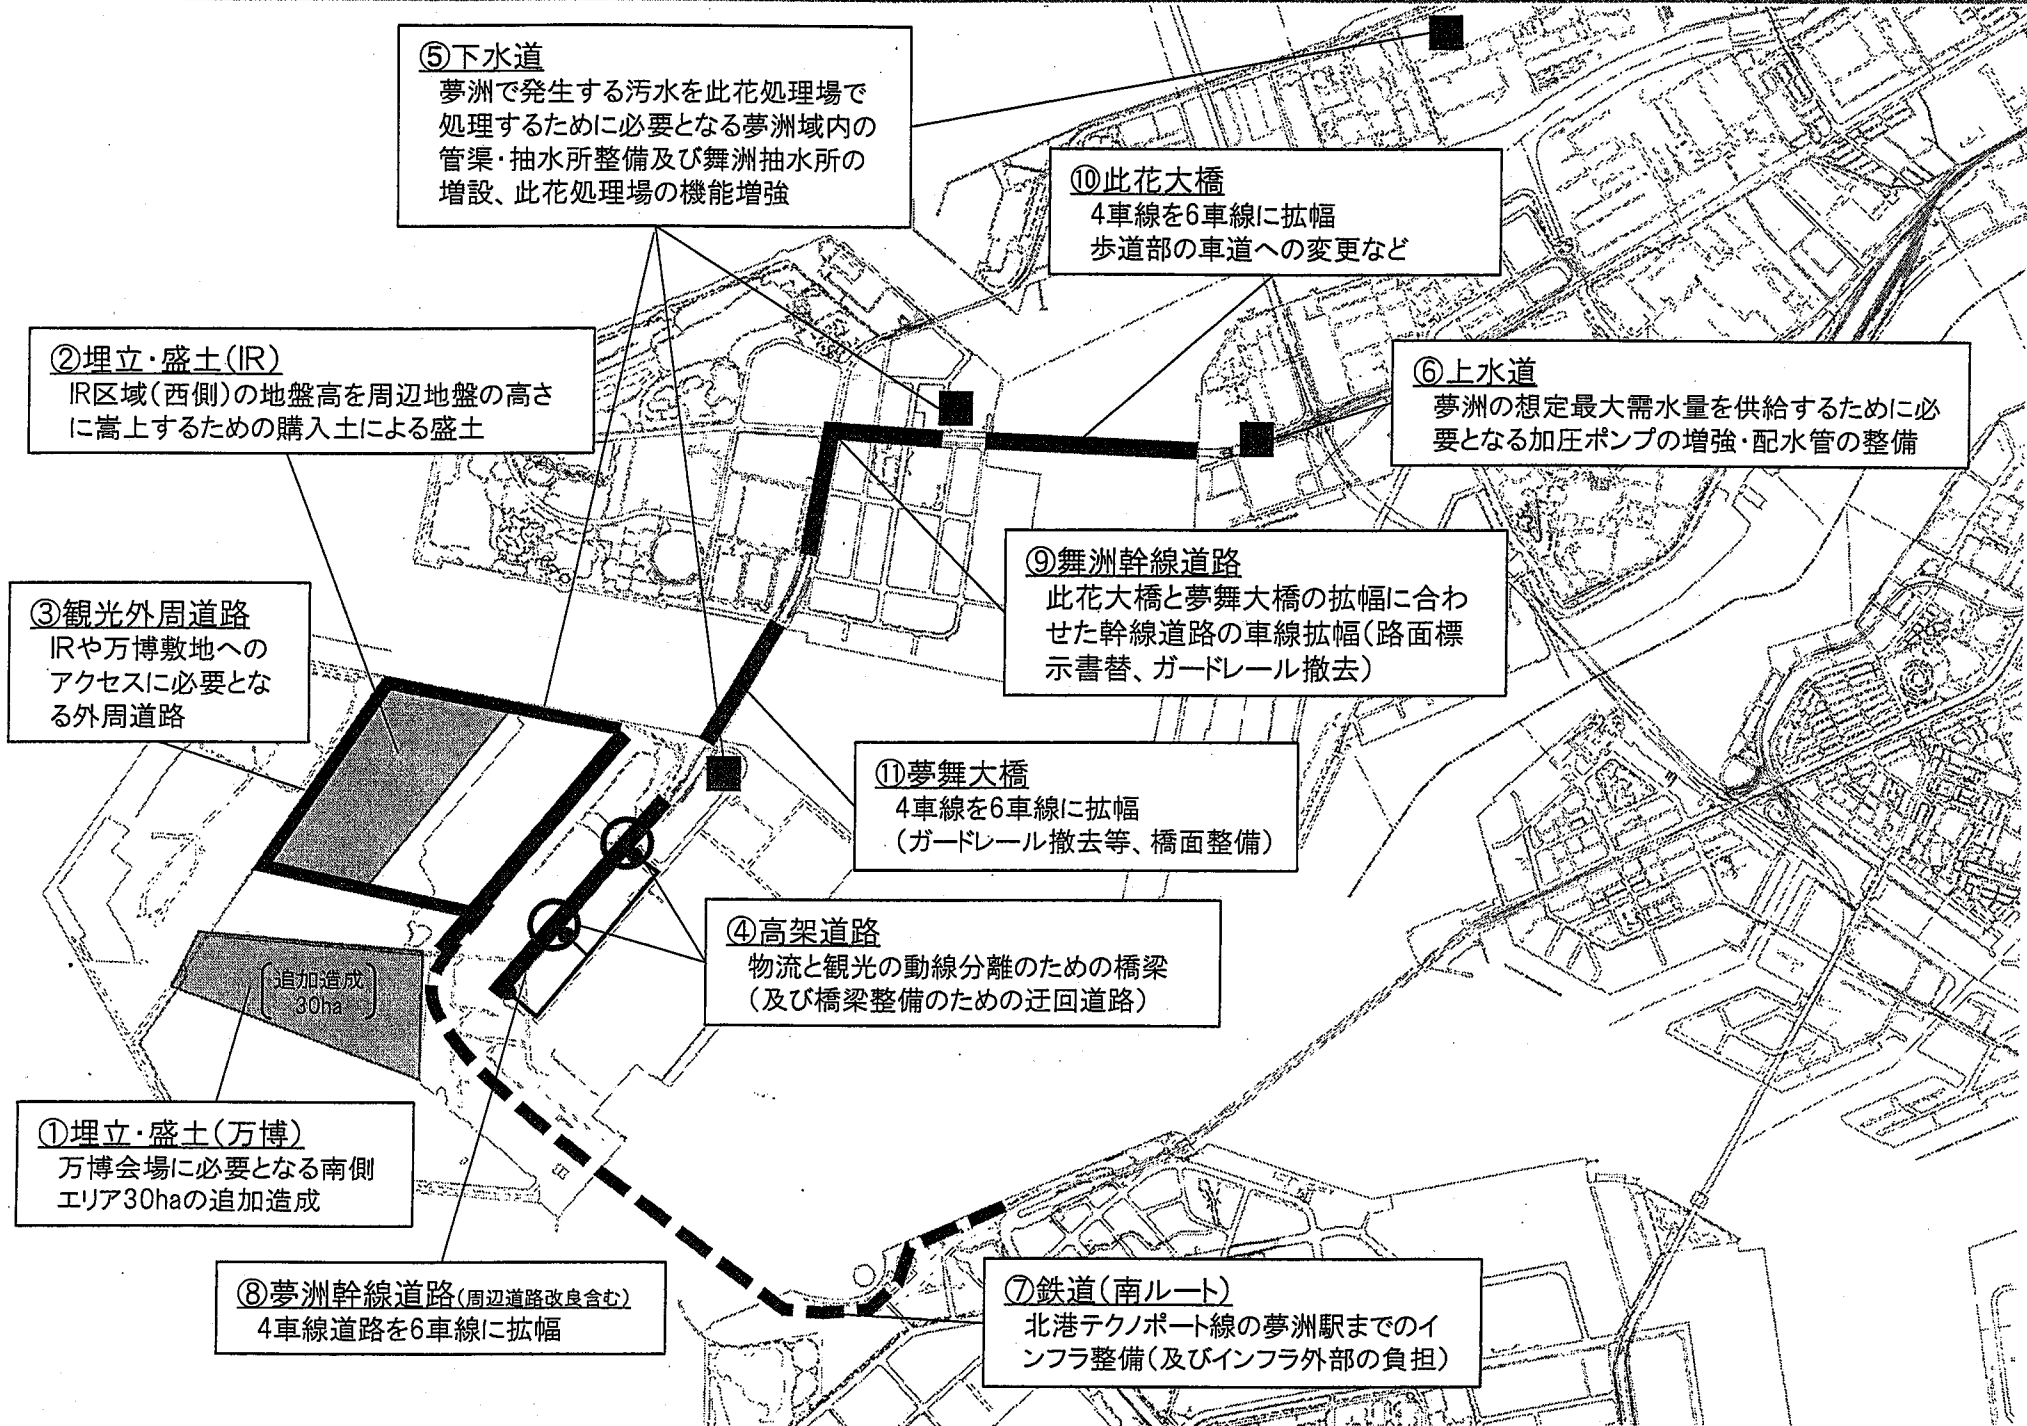 ⑤下水道
夢洲で発生する汚水を此花処理場で
処理するために必要となる夢洲域内の
管渠・抽水所整備及び舞洲抽水所の
増設、此花処理場の機能増強
⑩此花大橋
4車線を6車線に拡幅
歩道部の車道への変更など
②埋立・盛土(IR)
IR区域(西側)の地盤高を周辺地盤の高さ
に嵩上するための購入土による盛土
⑥上水道
夢洲の想定最大需水量を供給するために必
要となる加圧ポンプの増強・配水管の整備
⑨舞洲幹線道路
此花大橋と夢舞大橋の拡幅に合わ
せた幹線道路の車線拡幅(路面標
示書替、ガードレール撤去)
③観光外周道路
IRや万博敷地への
アクセスに必要とな
る外周道路
⑪夢舞大橋
4車線を6車線に拡幅
(ガードレール撤去等、橋面整備)
④高架道路
物流と観光の動線分離のための橋梁
(及び橋梁整備のための迂回道路)
追加造成
30ha
①埋立・盛土(万博)
万博会場に必要となる南側
エリア30haの追加造成
⑧夢洲幹線道路(周辺道路改良含む)
4車線道路を6車線に拡幅
⑦鉄道(南ルート)
北港テクノポート線の夢洲駅までのイ
ンフラ整備(及びインフラ外部の負担)